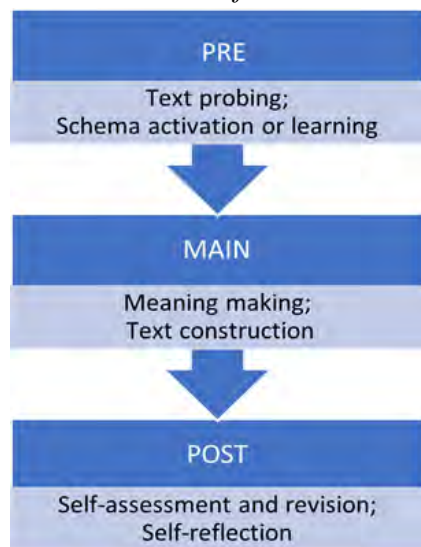 PRE
Text probing;
Schema activation or learning
MAIN
Meaning making;
Text construction
POST
Self-assessment and revision;
Self-reflection